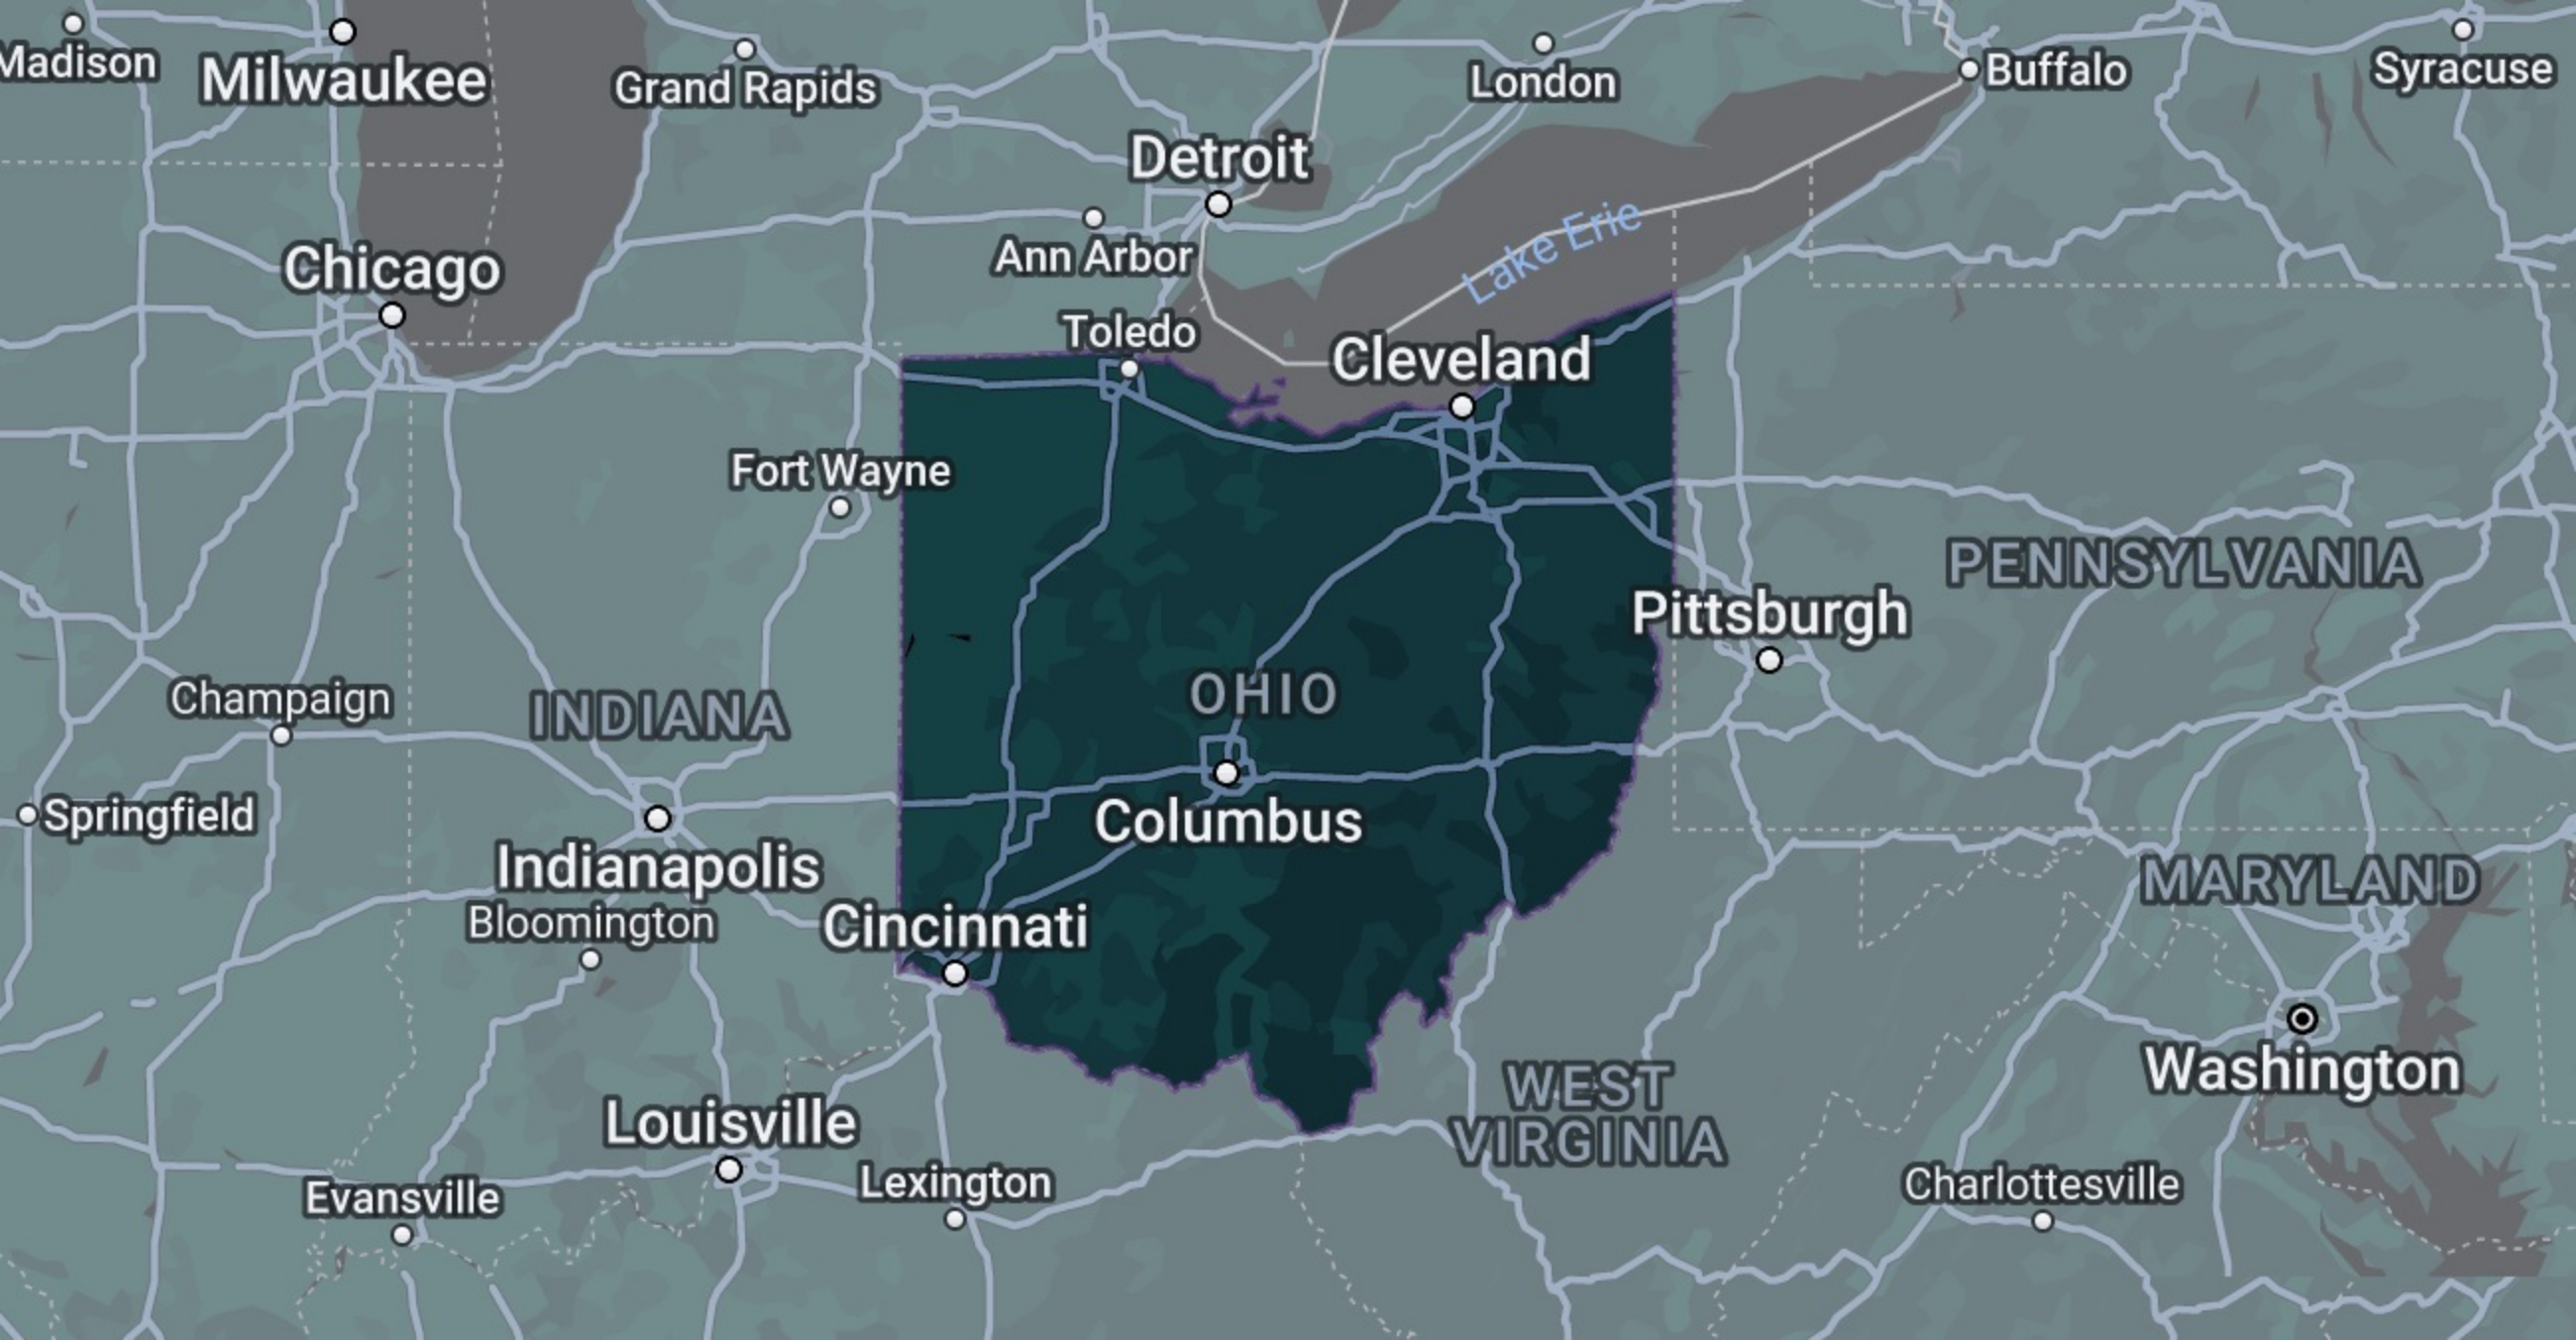 Madison
Milwaukee
Grand Rapids
London
Buffalo
Syracuse
Detroit
Ann Arbor
Lake Erie
Chicago
Toledo
Cleveland
Fort Wayne
PENNSYLVANIA
Pittsburgh
Champaign
INDIANA
OHIO
Springfield
Columbus
Indianapolis
MARYLAND
Bloomington
Cincinnati
Washington
WEST
VIRGINIA
Louisville
Lexington
Evansville
Charlottesville